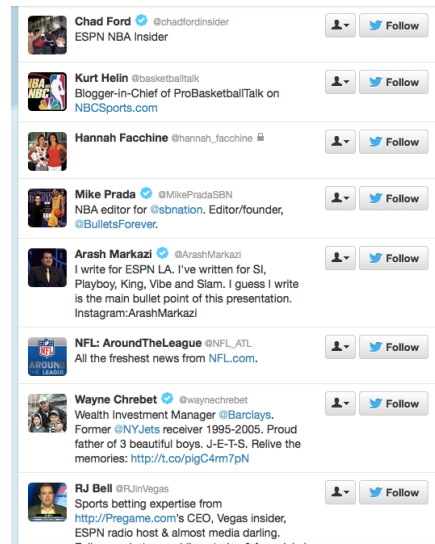 Chad Ford @chadfordinsider
ESPN NBA Insider
Follow
Kurt Helin @basketballtalk
Blogger-in-Chief of ProBasketballTalk on
NBCSports.com
Follow
Hannah Facchine @hannah_facchine
Follow
Mike Prada @MikePradaSBN
NBA editor for @sbnation. Editor/founder,
@BulletsForever.
Follow
Arash Markazi @ArashMarkazi
I write for ESPN LA. I've written for SI,
Playboy, King, Vibe and Slam. I guess I write
is the main bullet point of this presentation.
Instagram:ArashMarkazi
Follow
NFL
AROUND
THE LEAGUE
NFL: AroundTheLeague @NFL_ATL
All the freshest news from NFL.com.
Follow
Wayne Chrebet @waynechrebet
Wealth Investment Manager @Barclays.
Former @NYJets receiver 1995-2005. Proud
father of 3 beautiful boys. J-E-T-S. Relive the
memories: http://t.co/pigC4rm7pN
Follow
RJ Bell @RJinVegas
Sports betting expertise from
http://Pregame.com's CEO, Vegas insider,
ESPN radio host & almost media darling.
Follow